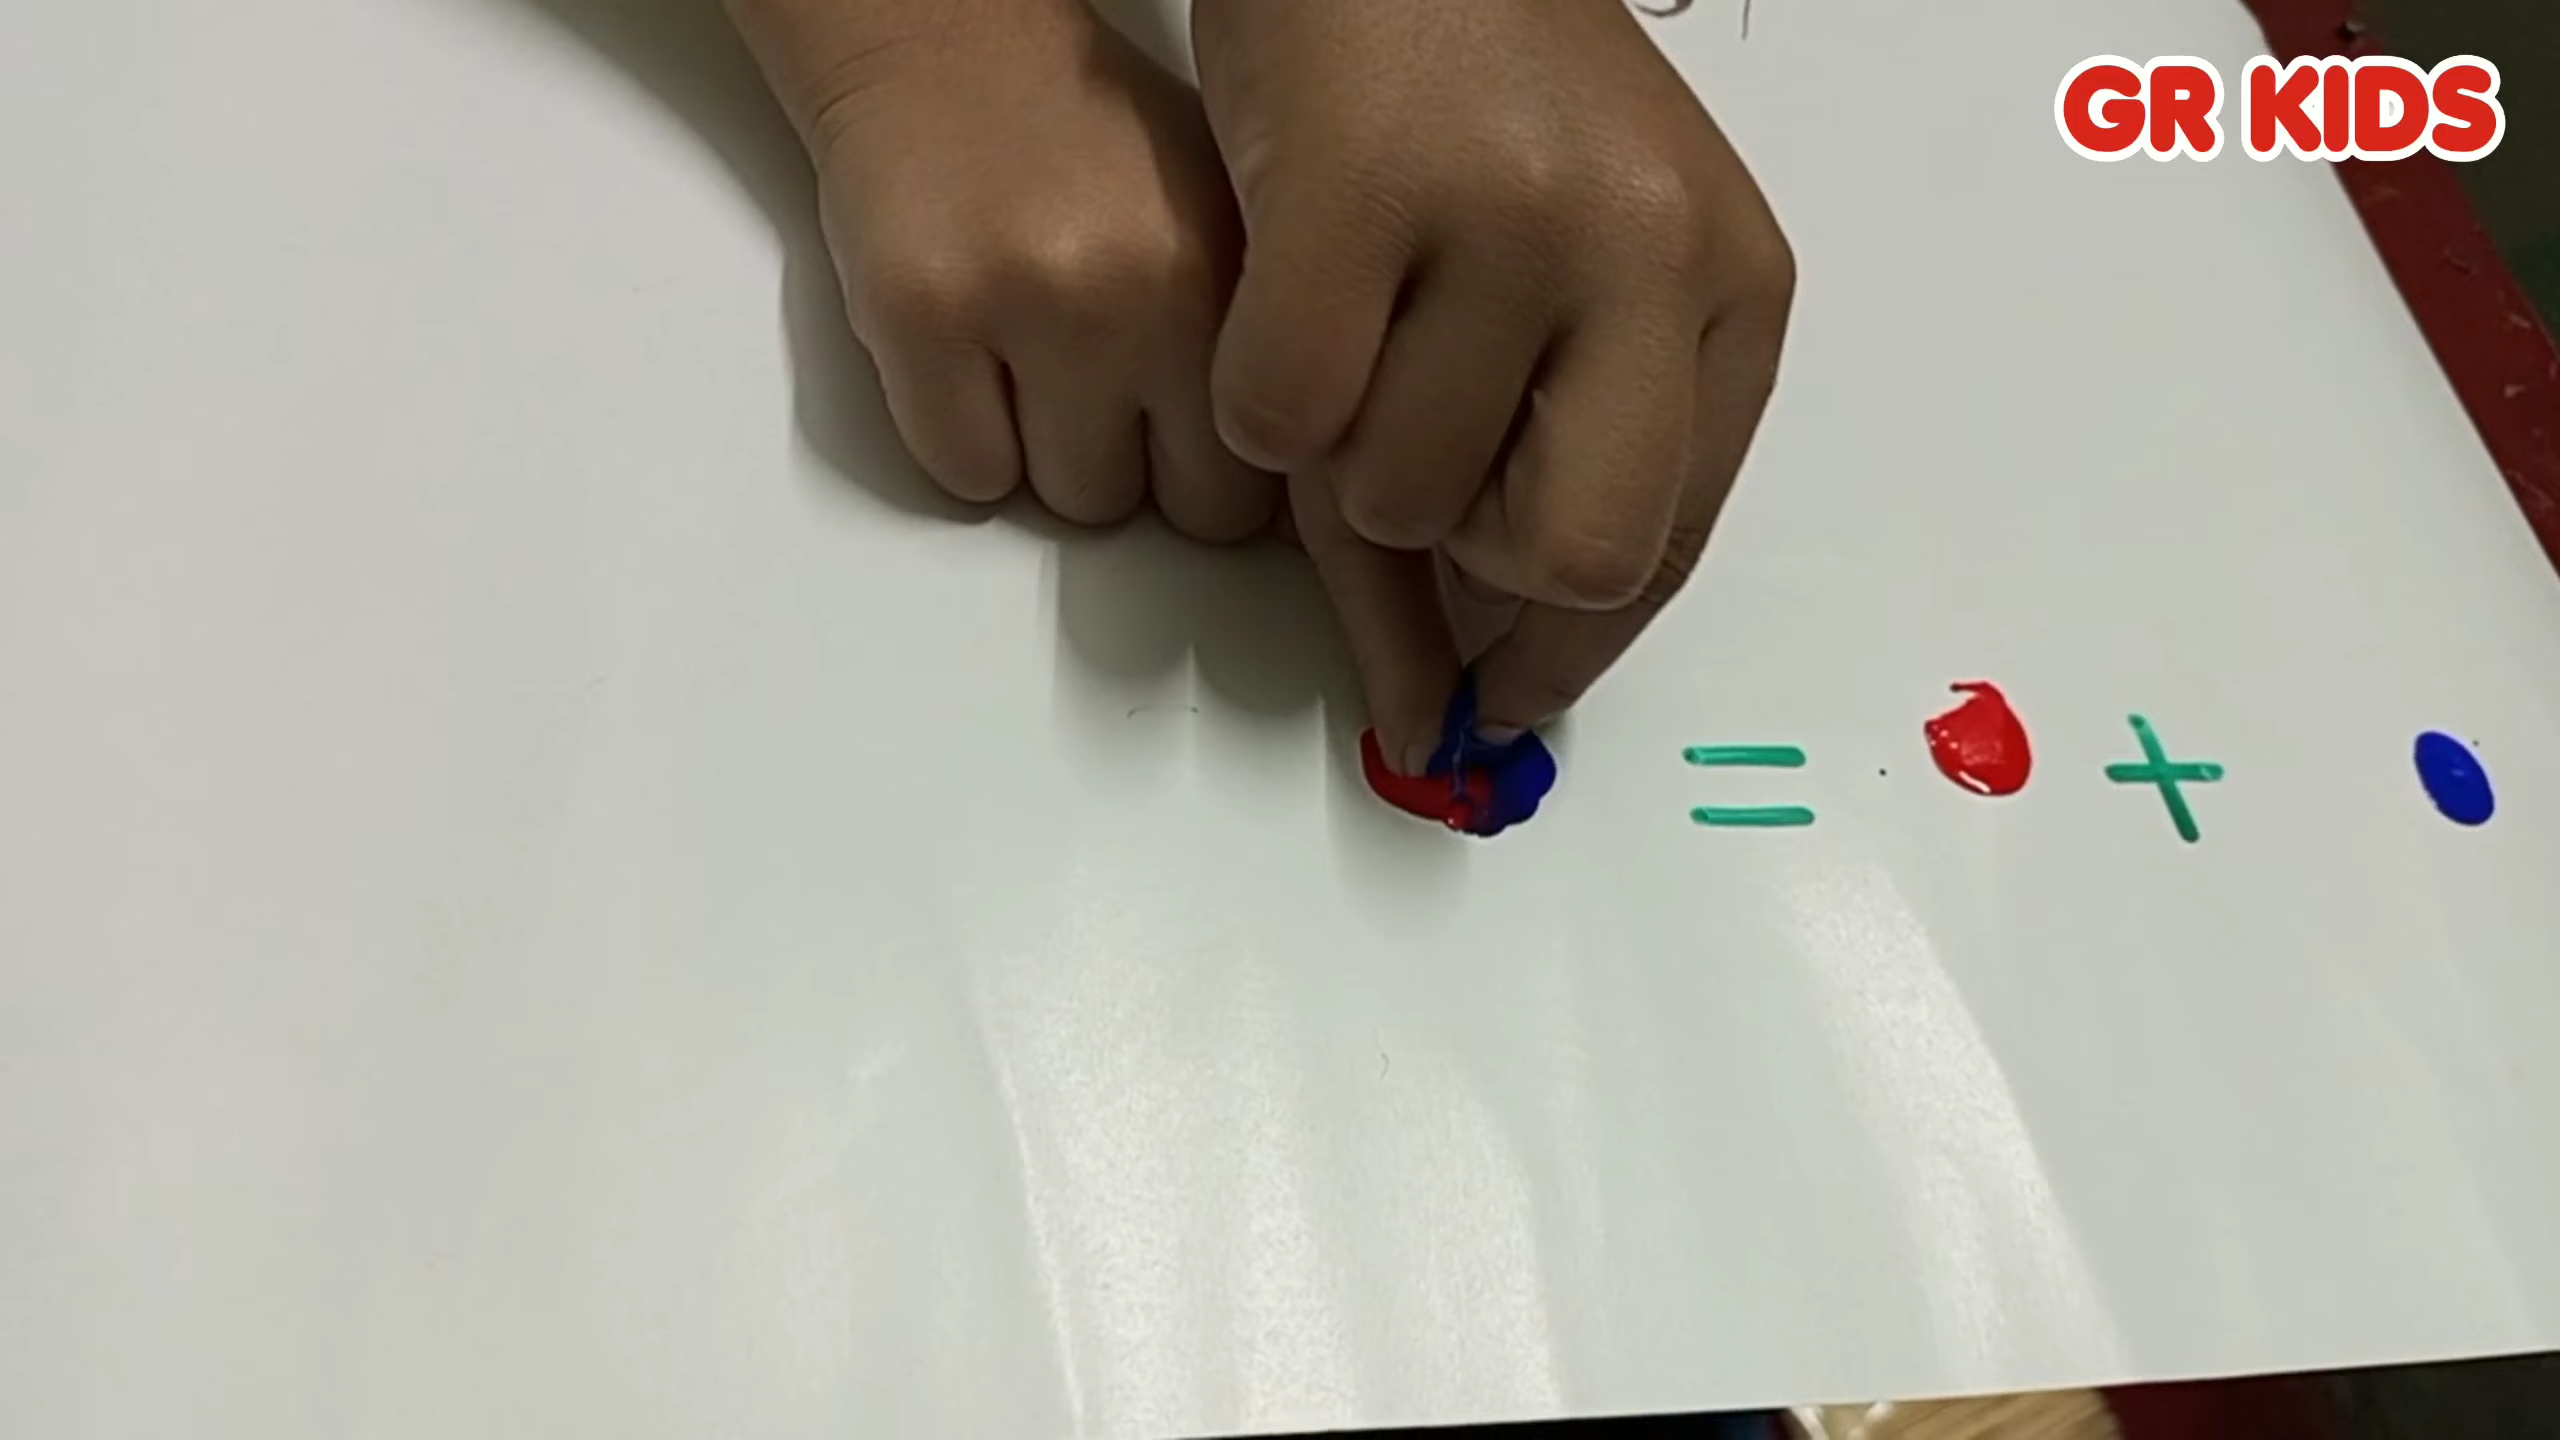 GR KIDS
= +